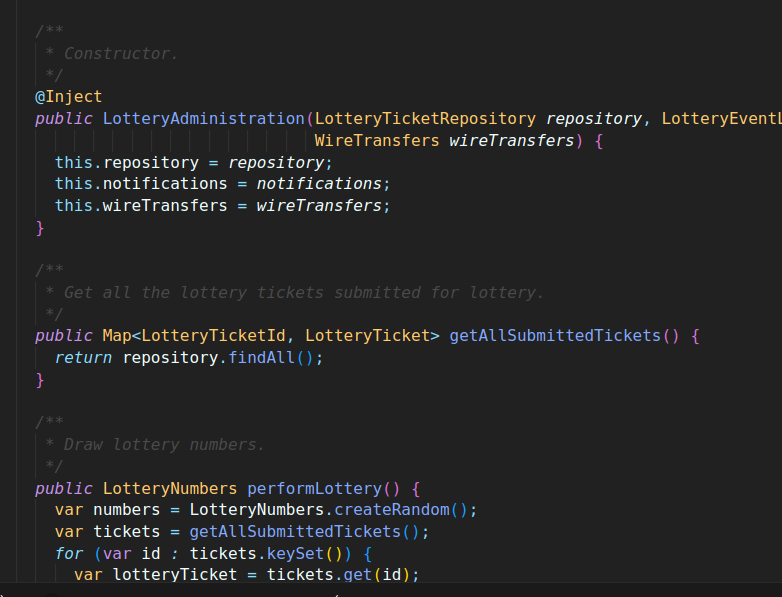 /**
 * Constructor.
 */
@Inject
public LotteryAdministration(LotteryTicketRepository repository, LotteryEventL
WireTransfers wireTransfers) {
this.repository = repository;
this.notifications = notifications;
this.wireTransfers = wireTransfers;
}
/**
 * Get all the lottery tickets submitted for lottery.
 */
public Map<LotteryTicketId, LotteryTicket> getAllSubmittedTickets() {
return repository.findAll();
}
/**
 * Draw lottery numbers.
 */
public LotteryNumbers performLottery() {
var numbers = LotteryNumbers.createRandom();
var tickets = getAllSubmittedTickets();
for (var id : tickets.keySet()) {
var lotteryTicket = tickets.get(id);